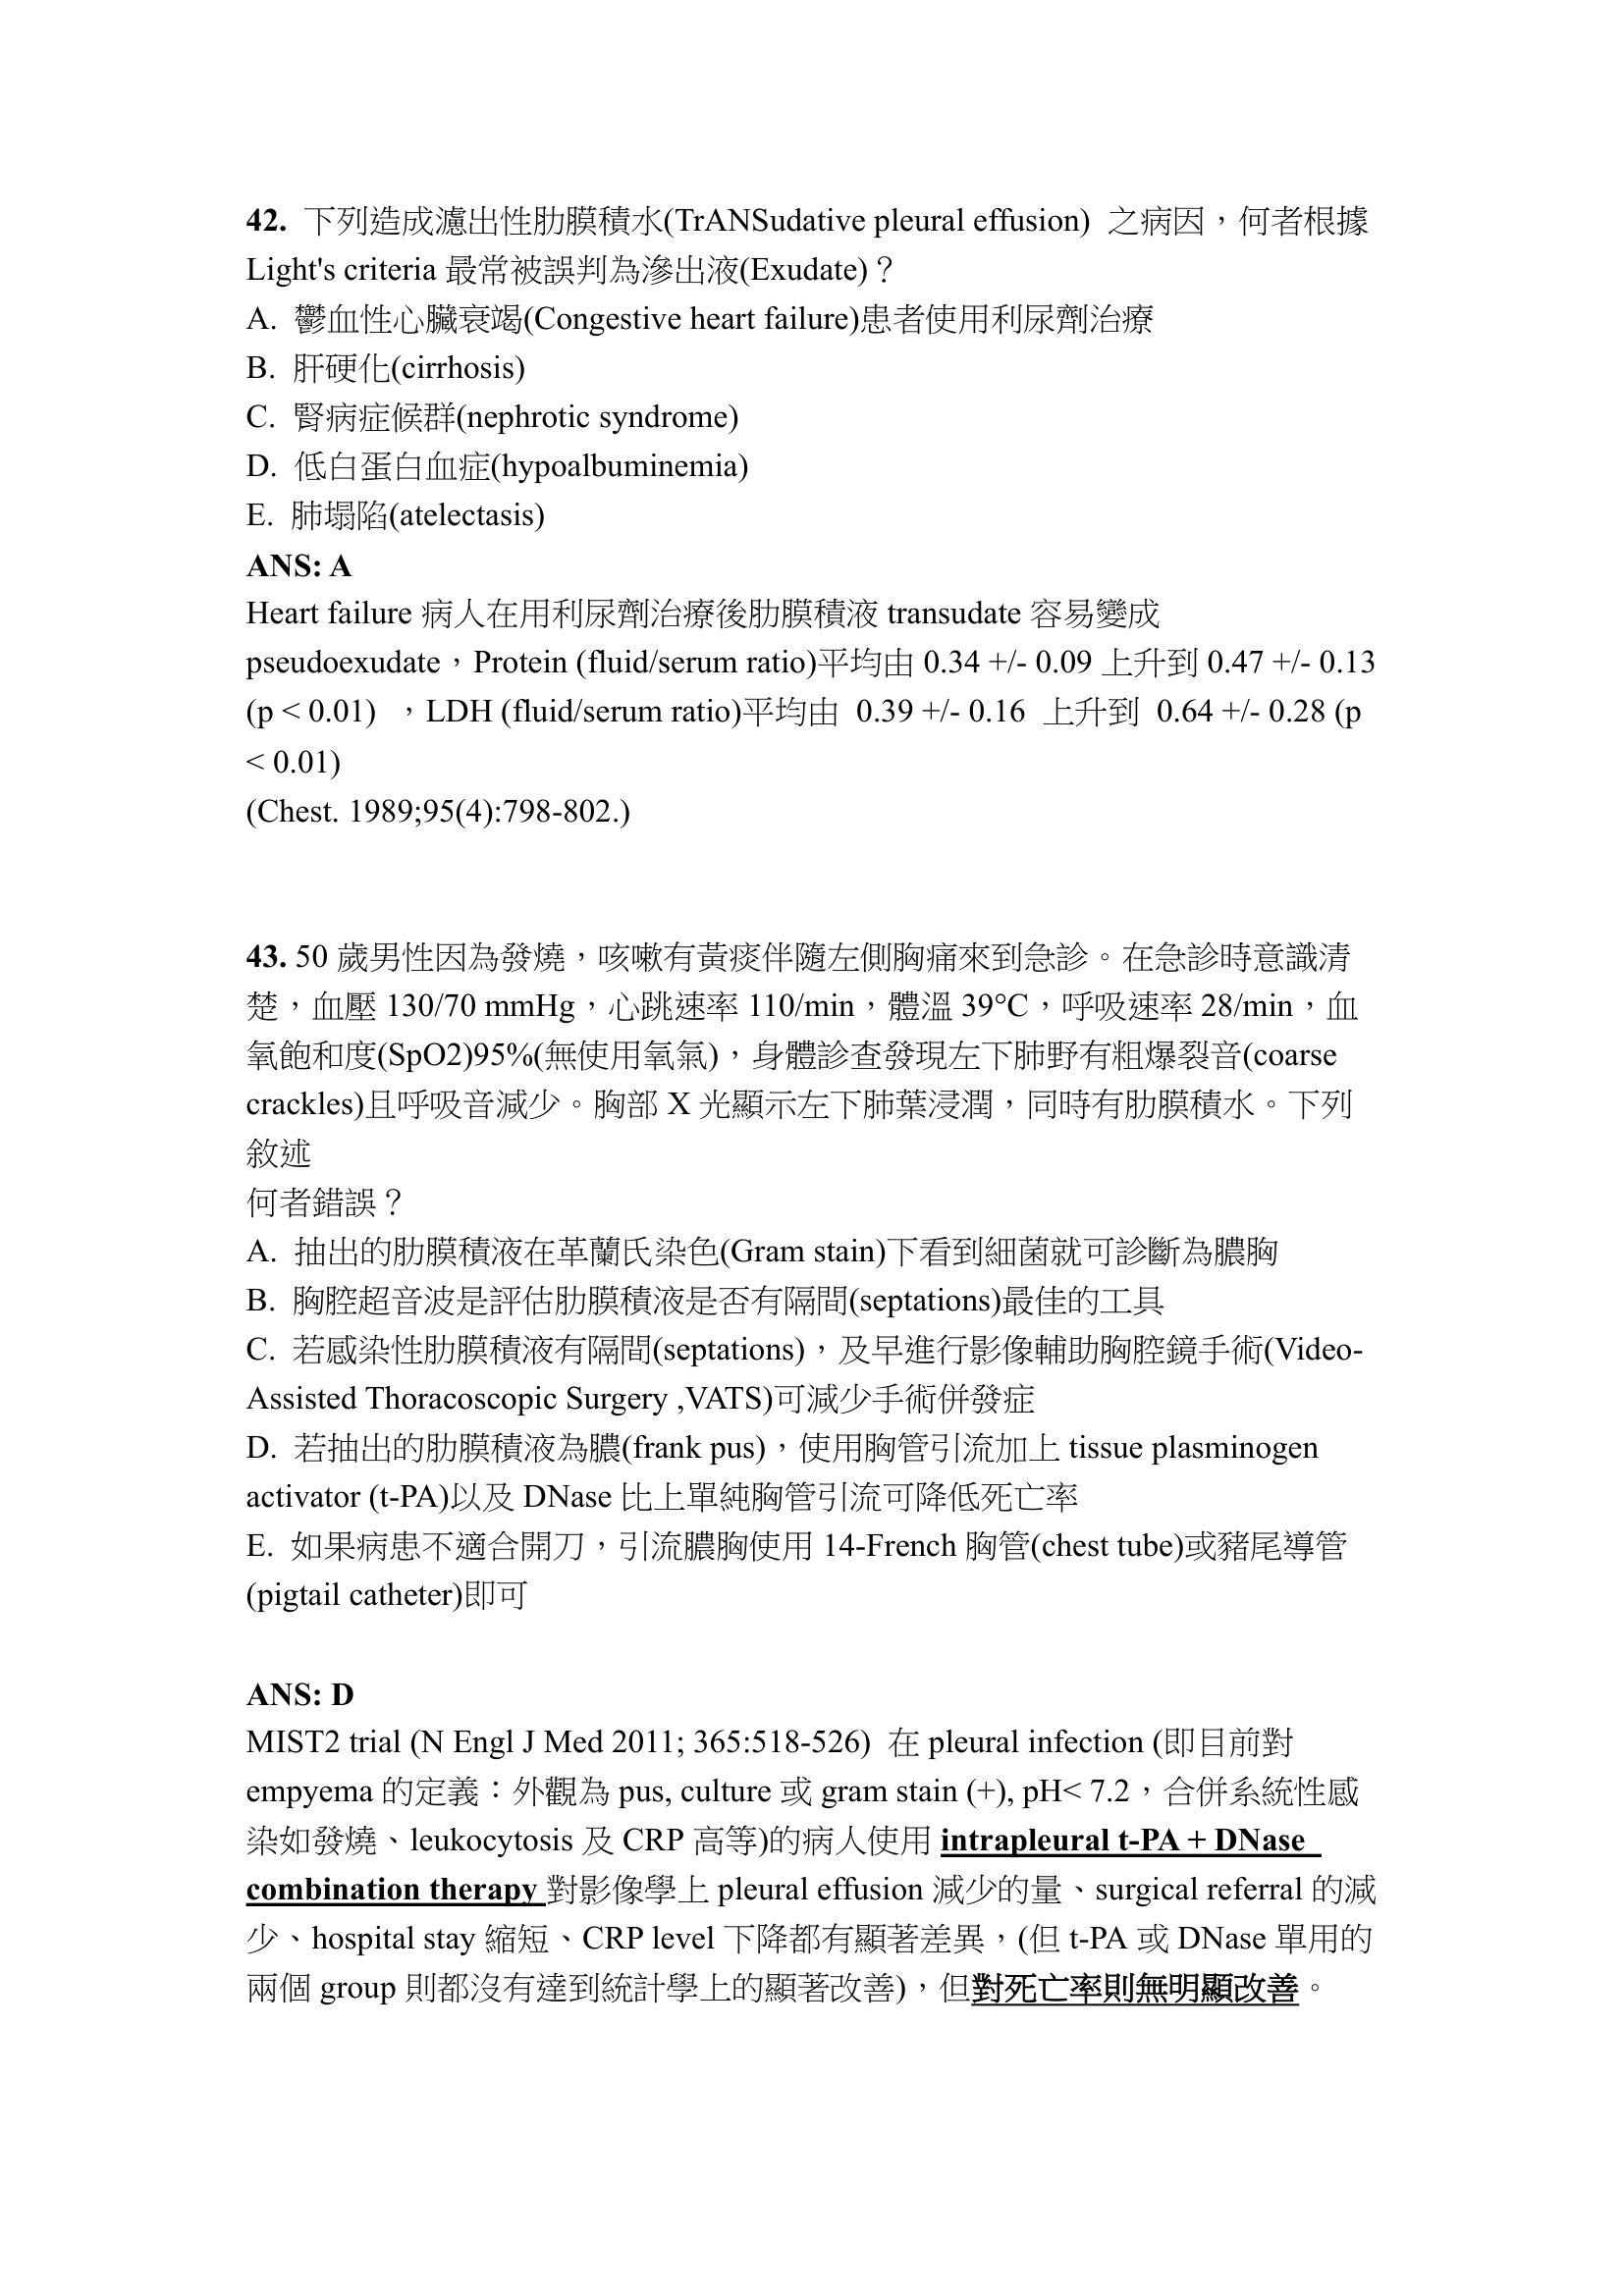 42. 下列造成濾出性肋膜積水(TrANSudative pleural effusion) 之病因，何者根據
Light's criteria 最常被誤判為滲出液(Exudate)？
A. 鬱血性心臟衰竭(Congestive heart failure)患者使用利尿劑治療
B. 肝硬化(cirrhosis)
C. 腎病症候群(nephrotic syndrome)
D. 低白蛋白血症(hypoalbuminemia)
E. 肺塌陷(atelectasis)
ANS: A
Heart failure 病人在用利尿劑治療後肋膜積液 transudate 容易變成
pseudoexudate，Protein (fluid/serum ratio)平均由 0.34 +/- 0.09 上升到 0.47 +/- 0.13
(p < 0.01) ，LDH (fluid/serum ratio)平均由 0.39 +/- 0.16 上升到 0.64 +/- 0.28 (p
< 0.01)
(Chest. 1989;95(4):798-802.)
43. 50 歲男性因為發燒，咳嗽有黃痰伴隨左側胸痛來到急診。在急診時意識清
楚，血壓 130/70 mmHg，心跳速率 110/min，體溫 39°C，呼吸速率 28/min，血
氧飽和度(SpO2)95%(無使用氧氣)，身體診查發現左下肺野有粗爆裂音(coarse
crackles)且呼吸音減少。胸部 X 光顯示左下肺葉浸潤，同時有肋膜積水。下列
敘述
何者錯誤？
A. 抽出的肋膜積液在革蘭氏染色(Gram stain)下看到細菌就可診斷為膿胸
B. 胸腔超音波是評估肋膜積液是否有隔間(septations)最佳的工具
C. 若感染性肋膜積液有隔間(septations)，及早進行影像輔助胸腔鏡手術(Video-
Assisted Thoracoscopic Surgery ,VATS)可減少手術併發症
D. 若抽出的肋膜積液為膿(frank pus)，使用胸管引流加上 tissue plasminogen
activator (t-PA)以及 DNase 比上單純胸管引流可降低死亡率
E. 如果病患不適合開刀，引流膿胸使用 14-French 胸管(chest tube)或豬尾導管
(pigtail catheter)即可
ANS: D
MIST2 trial (N Engl J Med 2011; 365:518-526) 在 pleural infection (即目前對
empyema 的定義：外觀為 pus, culture 或 gram stain (+), pH< 7.2，合併系統性感
染如發燒、leukocytosis 及 CRP 高等)的病人使用 intrapleural t-PA + DNase
combination therapy 對影像學上 pleural effusion 減少的量、surgical referral 的減
少、hospital stay 縮短、CRP level 下降都有顯著差異，(但 t-PA 或 DNase 單用的
兩個 group 則都沒有達到統計學上的顯著改善)，但對死亡率則無明顯改善。